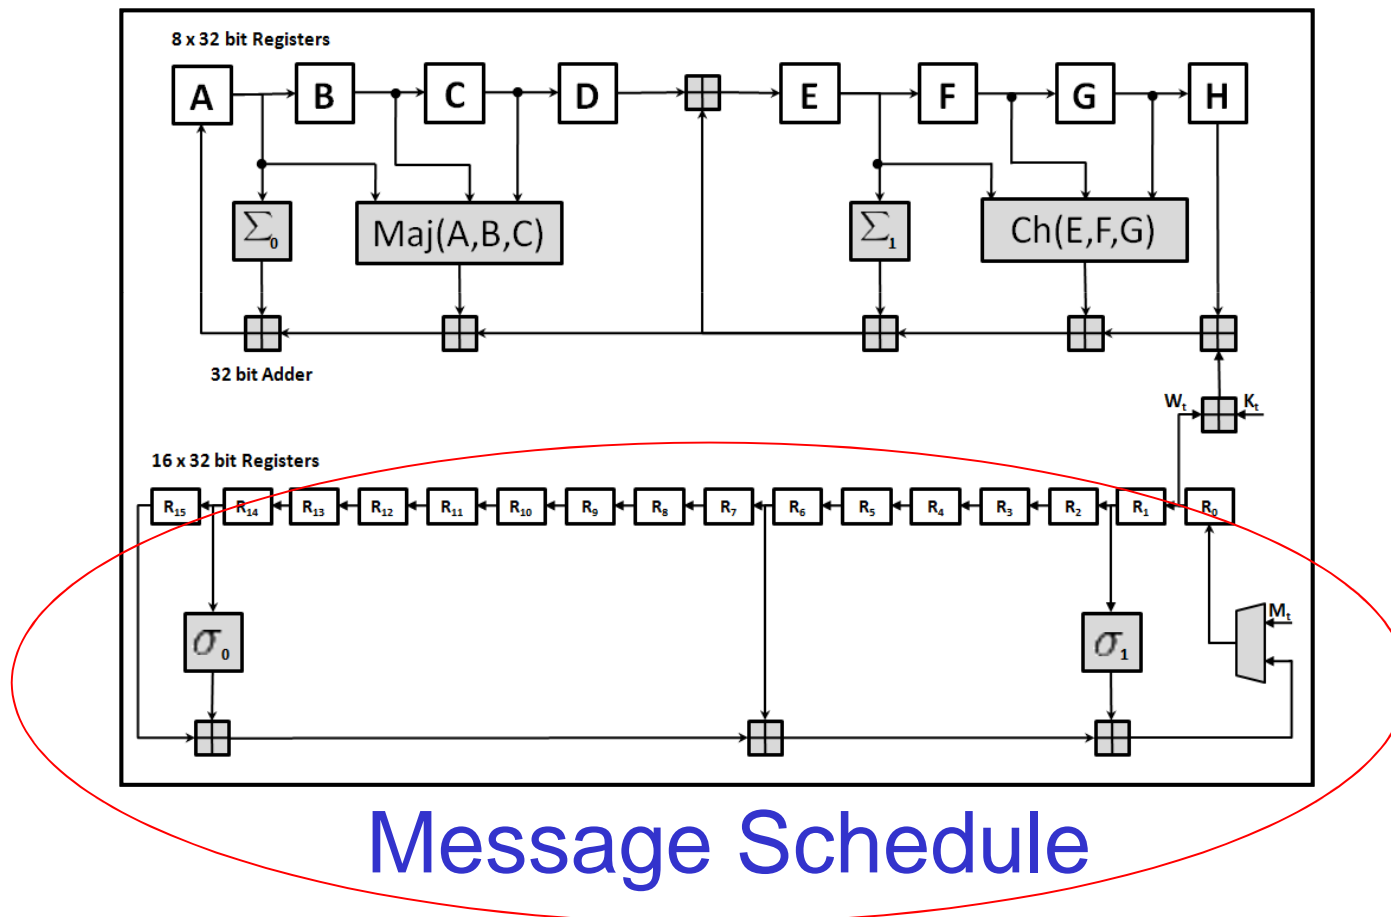 8 x 32 bit Registers
A B C D E F G H
Σ₀ Maj(A,B,C) Σ₁ Ch(E,F,G)
32 bit Adder
Wₜ Kₜ
16 x 32 bit Registers
R₁₅ R₁₄ R₁₃ R₁₂ R₁₁ R₁₀ R₉ R₈ R₇ R₆ R₅ R₄ R₃ R₂ R₁ R₀
Mₜ
σ₀ σ₁
Message Schedule